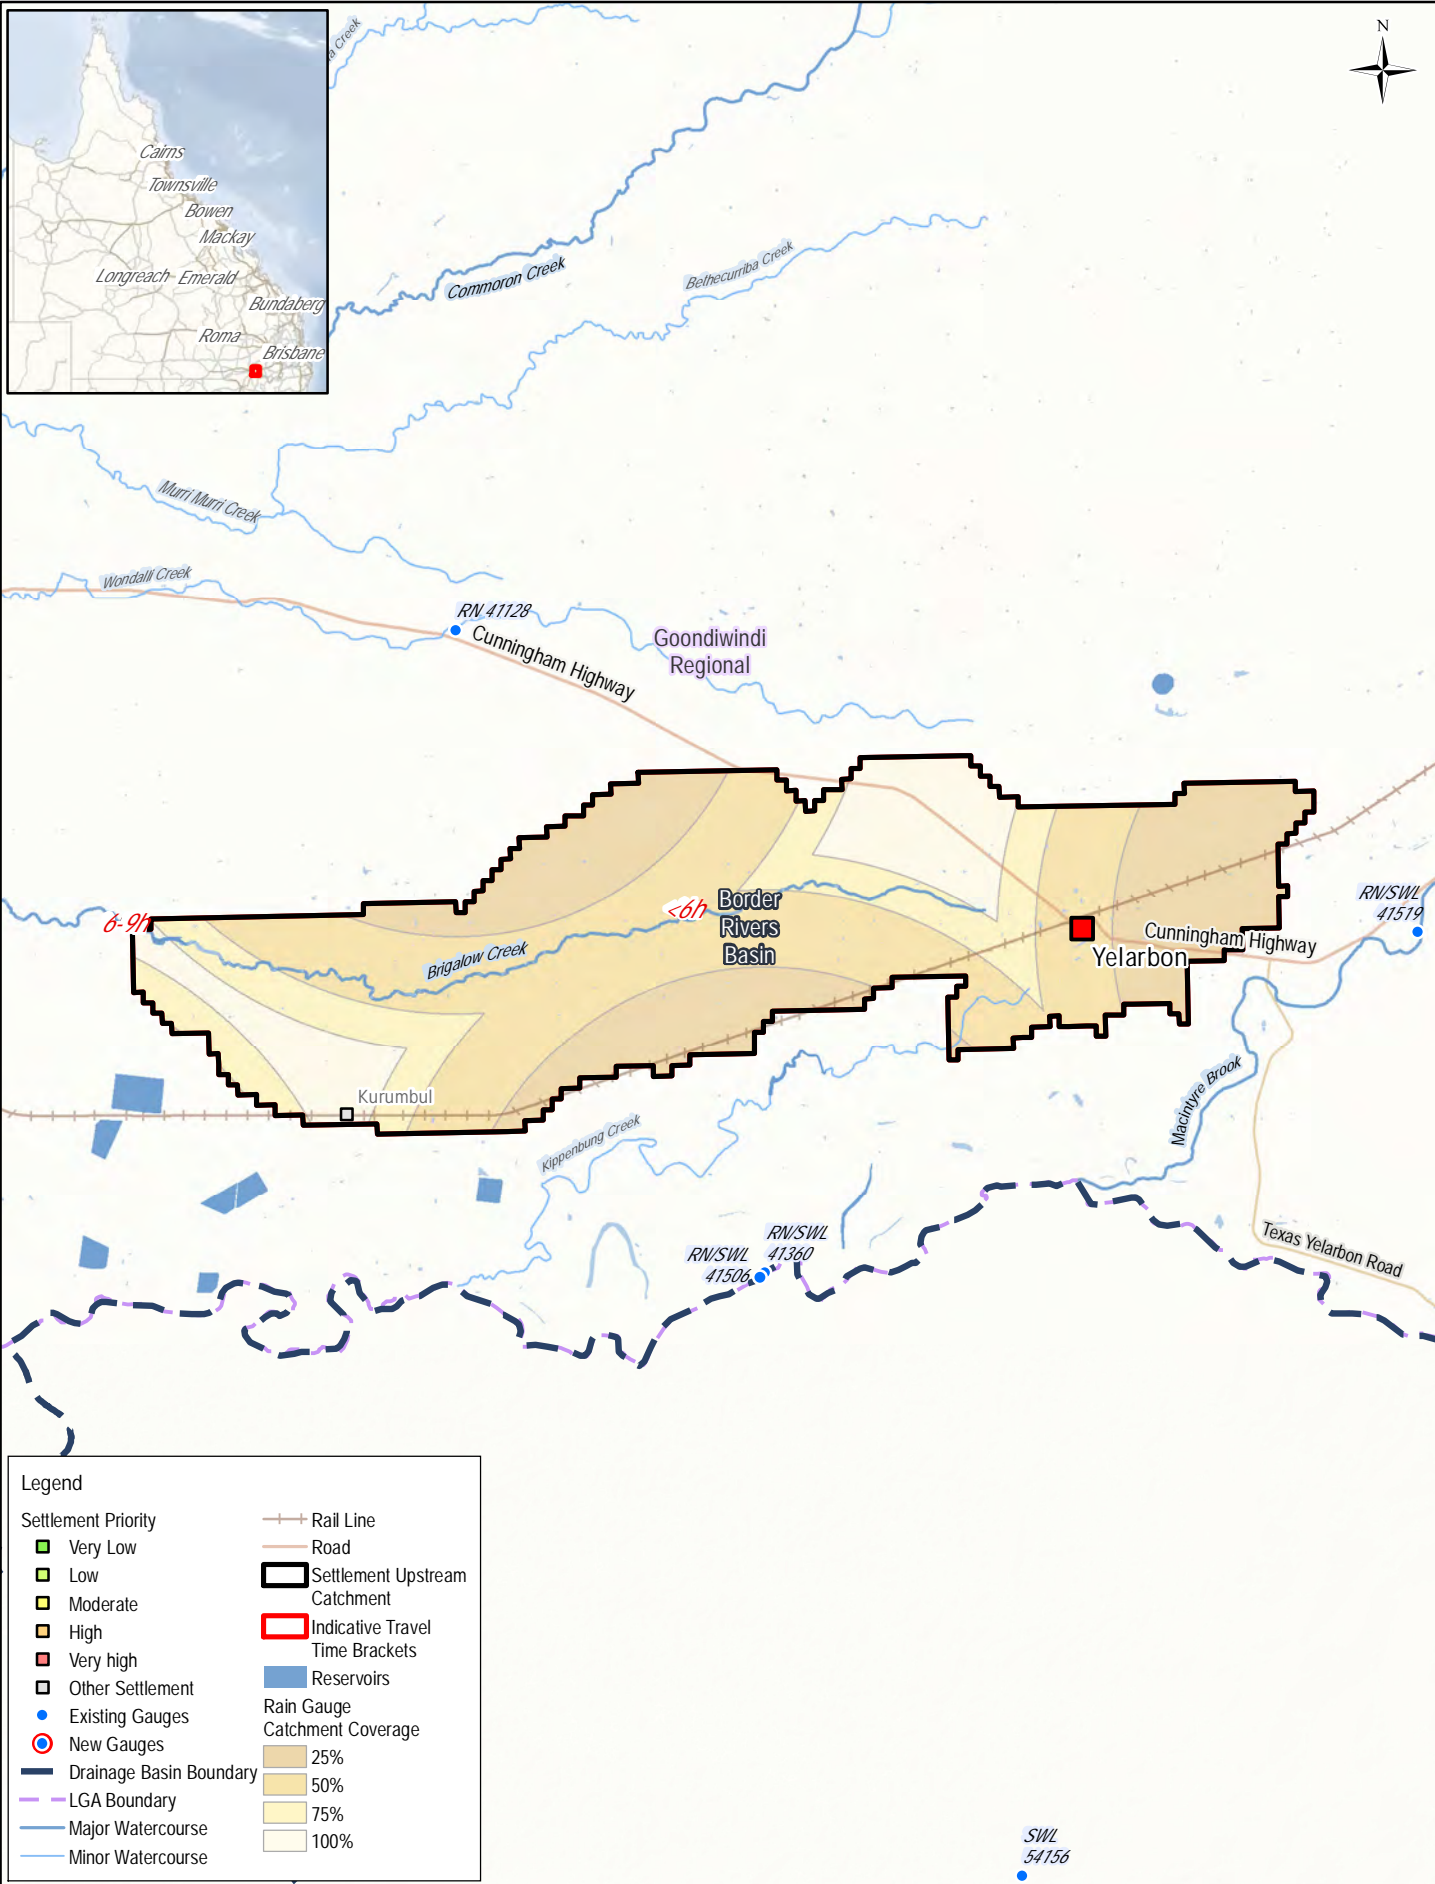 N
Cairns
Townsville
Bowen
Mackay
Longreach
Emerald
Bundaberg
Roma
Brisbane
Creek
Commoron Creek
Bethecurriba Creek
Murri Murri Creek
Wondalli Creek
RN 41128
Cunningham Highway
Goondiwindi
Regional
6-9h
<6h
Border
Rivers
Basin
Brigalow Creek
RN/SWL
41519
Cunningham Highway
Yelarbon
Kurumbul
Kippenbung Creek
Macintyre Brook
RN/SWL
41506
RN/SWL
41360
Texas Yelarbon Road
Legend
Settlement Priority
Very Low
Low
Moderate
High
Very high
Other Settlement
Existing Gauges
New Gauges
Drainage Basin Boundary
LGA Boundary
Major Watercourse
Minor Watercourse
Rail Line
Road
Settlement Upstream
Catchment
Indicative Travel
Time Brackets
Reservoirs
Rain Gauge
Catchment Coverage
25%
50%
75%
100%
SWL
54156